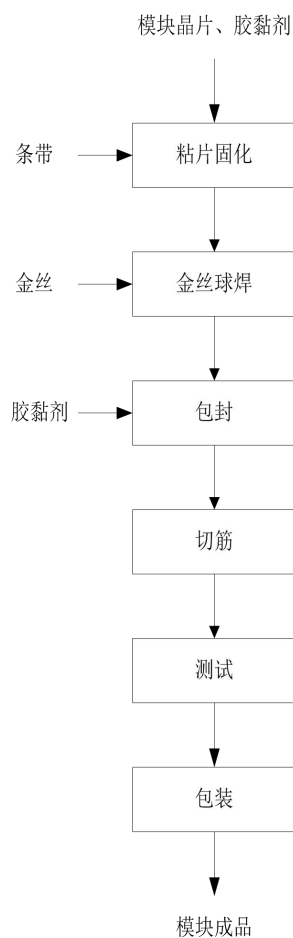 模块晶片、胶黏剂
条带
粘片固化
金丝
金丝球焊
胶黏剂
包封
切筋
测试
包装
模块成品